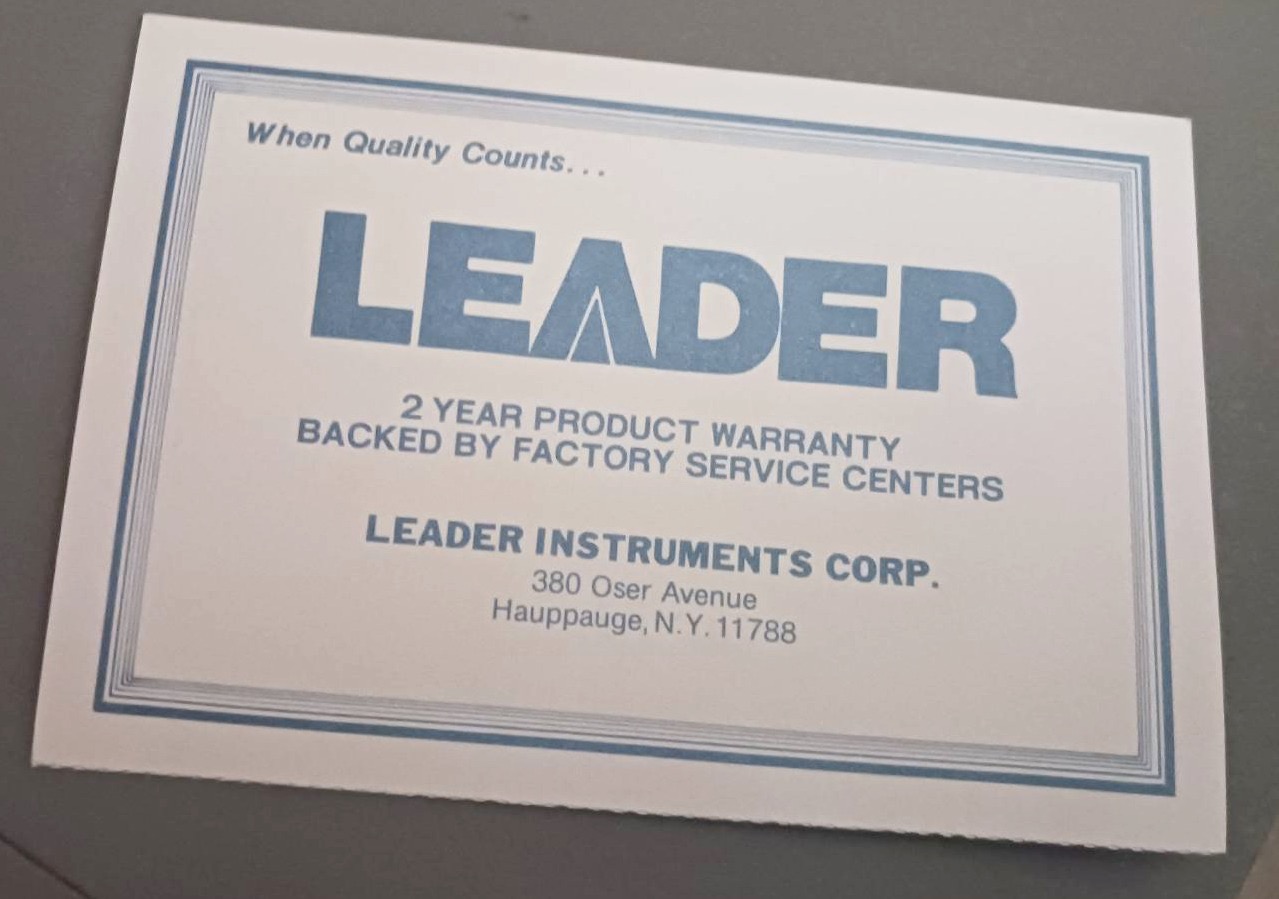 When Quality Counts...
LEADER
2 YEAR PRODUCT WARRANTY
BACKED BY FACTORY SERVICE CENTERS
LEADER INSTRUMENTS CORP.
380 Oser Avenue
Hauppauge, N.Y. 11788